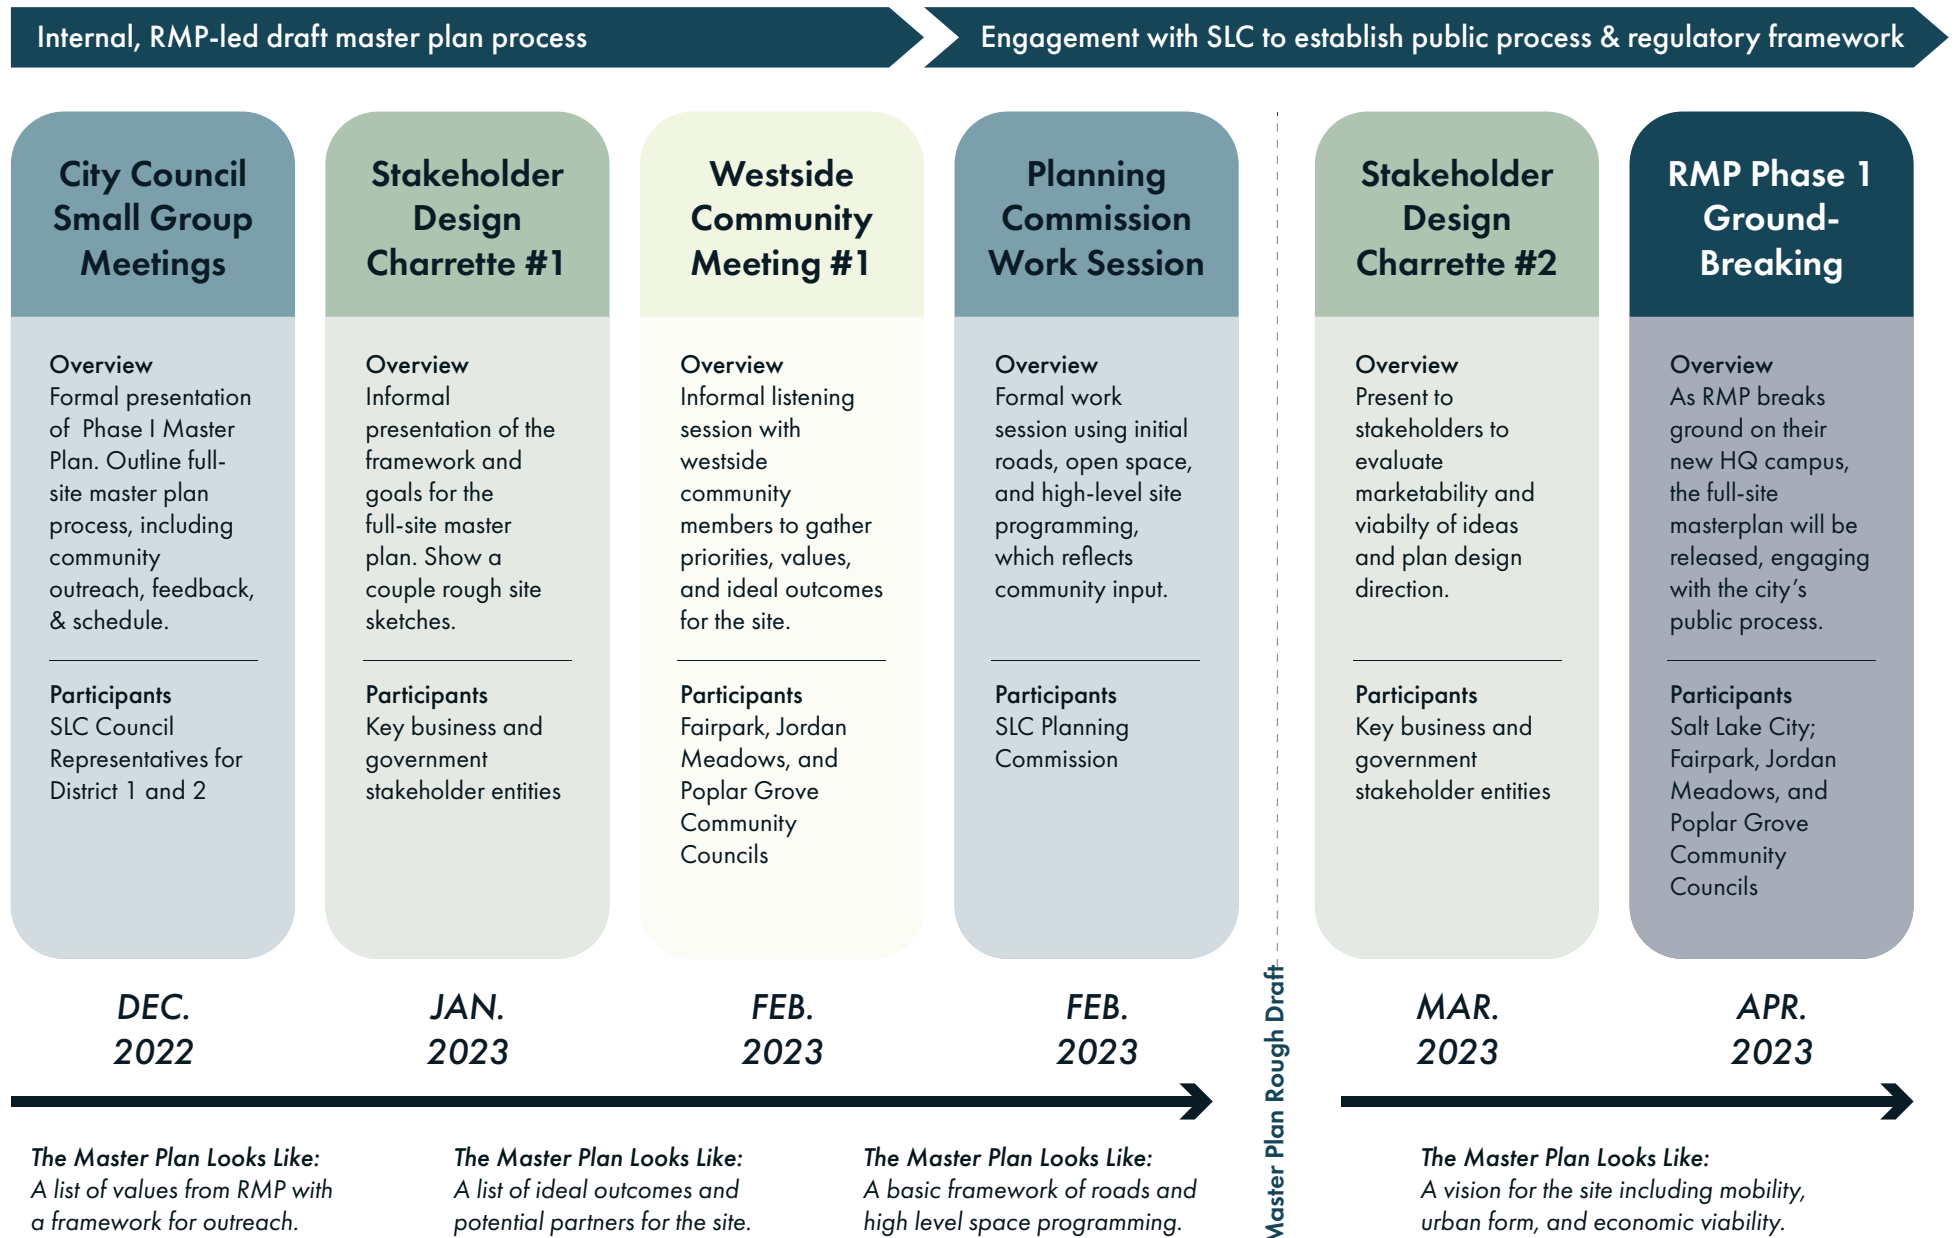 Internal, RMP-led draft master plan process
Engagement with SLC to establish public process & regulatory framework
City Council
Small Group
Meetings
Overview
Formal presentation
of Phase I Master
Plan. Outline full-
site master plan
process, including
community
outreach, feedback,
& schedule.
Participants
SLC Council
Representatives for
District 1 and 2
DEC.
2022
Stakeholder
Design
Charrette #1
Overview
Informal
presentation of the
framework and
goals for the
full-site master
plan. Show a
couple rough site
sketches.
Participants
Key business and
government
stakeholder entities
JAN.
2023
Westside
Community
Meeting #1
Overview
Informal listening
session with
westside
community
members to gather
priorities, values,
and ideal outcomes
for the site.
Participants
Fairpark, Jordan
Meadows, and
Poplar Grove
Community
Councils
FEB.
2023
Planning
Commission
Work Session
Overview
Formal work
session using initial
roads, open space,
and high-level site
programming,
which reflects
community input.
Participants
SLC Planning
Commission
FEB.
2023
Master Plan Rough Draft
Stakeholder
Design
Charrette #2
Overview
Present to
stakeholders to
evaluate
marketability and
viabilty of ideas
and plan design
direction.
Participants
Key business and
government
stakeholder entities
MAR.
2023
RMP Phase 1
Ground-
Breaking
Overview
As RMP breaks
ground on their
new HQ campus,
the full-site
masterplan will be
released, engaging
with the city’s
public process.
Participants
Salt Lake City;
Fairpark, Jordan
Meadows, and
Poplar Grove
Community
Councils
APR.
2023
The Master Plan Looks Like:
A list of values from RMP with
a framework for outreach.
The Master Plan Looks Like:
A list of ideal outcomes and
potential partners for the site.
The Master Plan Looks Like:
A basic framework of roads and
high level space programming.
The Master Plan Looks Like:
A vision for the site including mobility,
urban form, and economic viability.